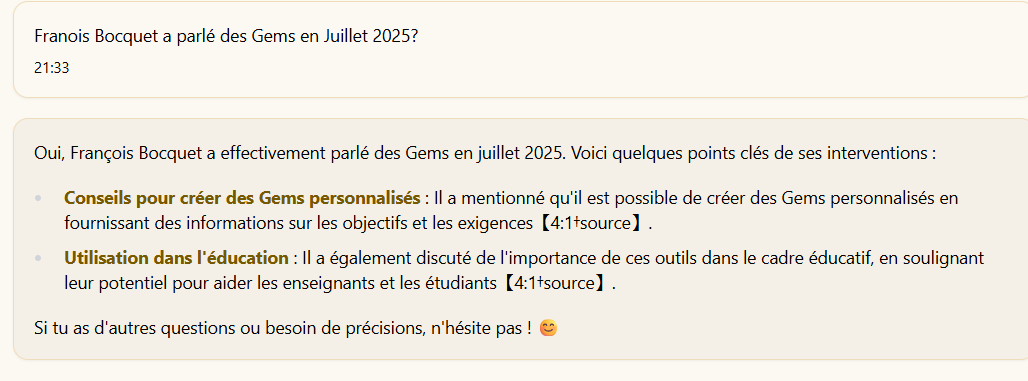 Franois Bocquet a parlé des Gems en Juillet 2025?
21:33
Oui, François Bocquet a effectivement parlé des Gems en juillet 2025. Voici quelques points clés de ses interventions :
Conseils pour créer des Gems personnalisés : Il a mentionné qu'il est possible de créer des Gems personnalisés en
fournissant des informations sur les objectifs et les exigences【4:1†source】.
Utilisation dans l'éducation : Il a également discuté de l'importance de ces outils dans le cadre éducatif, en soulignant
leur potentiel pour aider les enseignants et les étudiants【4:1†source】.
Si tu as d'autres questions ou besoin de précisions, n'hésite pas ! 😊